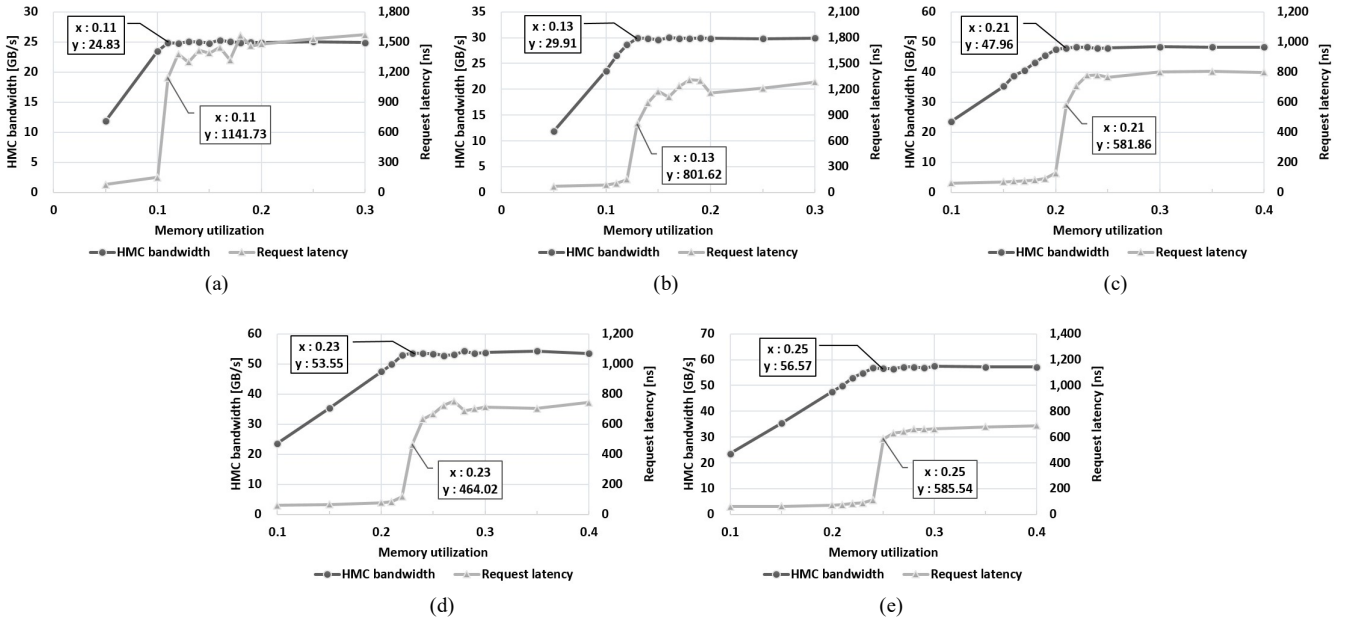 30
25
20
15
10
5
0
HMC bandwidth [GB/s]
x : 0.11
y : 24.83
x : 0.11
y : 1141.73
1,800
1,500
1,200
900
600
300
0
Request latency [ns]
0 0.1 0.2 0.3
Memory utilization
HMC bandwidth Request latency
(a)
35
30
25
20
15
10
5
0
HMC bandwidth [GB/s]
x : 0.13
y : 29.91
x : 0.13
y : 801.62
2,100
1,800
1,500
1,200
900
600
300
0
Request latency [ns]
0 0.1 0.2 0.3
Memory utilization
HMC bandwidth Request latency
(b)
60
50
40
30
20
10
0
HMC bandwidth [GB/s]
x : 0.21
y : 47.96
x : 0.21
y : 581.86
1,200
1,000
800
600
400
200
0
Request latency [ns]
0.1 0.2 0.3 0.4
Memory utilization
HMC bandwidth Request latency
(c)
60
50
40
30
20
10
0
HMC bandwidth [GB/s]
x : 0.23
y : 53.55
x : 0.23
y : 464.02
1,200
1,000
800
600
400
200
0
Request latency [ns]
0.1 0.2 0.3 0.4
Memory utilization
HMC bandwidth Request latency
(d)
70
60
50
40
30
20
10
0
HMC bandwidth [GB/s]
x : 0.25
y : 56.57
x : 0.25
y : 585.54
1,400
1,200
1,000
800
600
400
200
0
Request latency [ns]
0.1 0.2 0.3 0.4
Memory utilization
HMC bandwidth Request latency
(e)